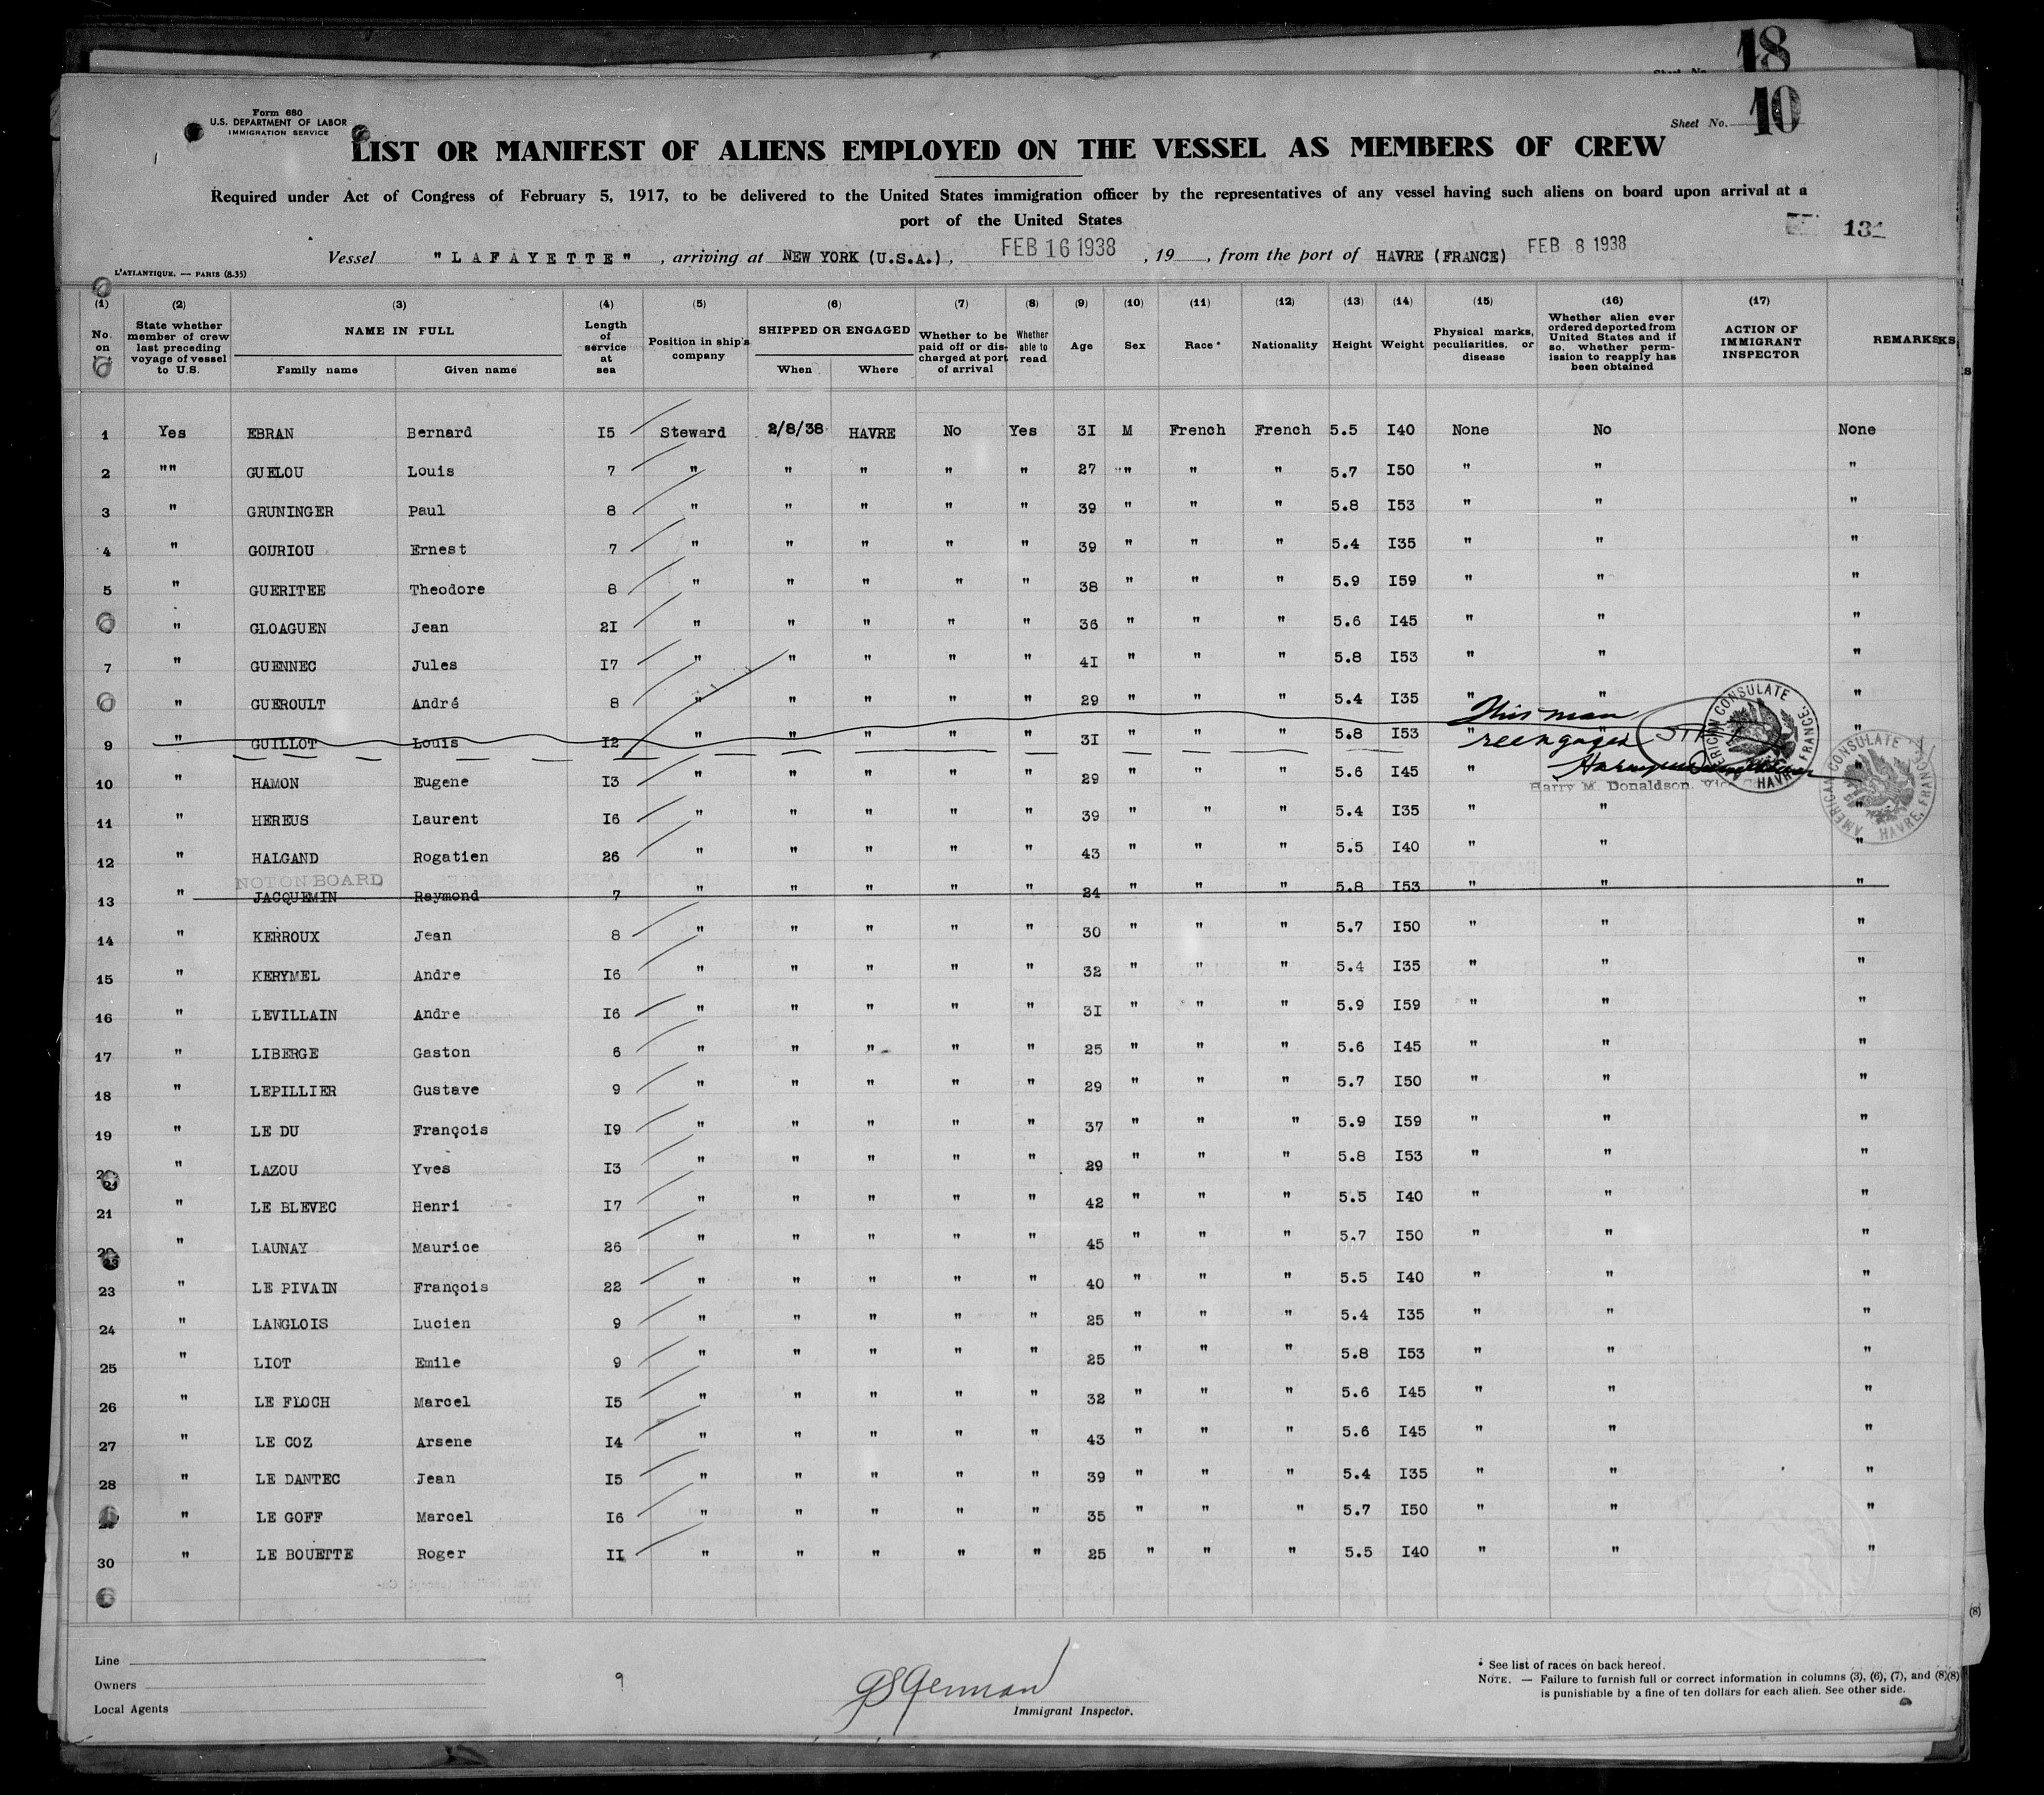 18
Form 680
U.S. DEPARTMENT OF LABOR
IMMIGRATION SERVICE
Sheet No. 10
LIST OR MANIFEST OF ALIENS EMPLOYED ON THE VESSEL AS MEMBERS OF CREW
Required under Act of Congress of February 5, 1917, to be delivered to the United States immigration officer by the representatives of any vessel having such aliens on board upon arrival at a
port of the United States
Vessel "LAFAYETTE", arriving at NEW YORK (U.S.A.), FEB 16 1938, 19 , from the port of HAVRE (FRANCE) FEB 8 1938
L'ATLANTIQUE. — PARIS (8-35)
(1) (2) (3) (4) (5) (6) (7) (8) (9) (10) (11) (12) (13) (14) (15) (16) (17)
No. on State whether member of crew last preceding voyage of vessel to U.S. NAME IN FULL Family name Given name Length of service at sea Position in ship's company SHIPPED OR ENGAGED When Where Whether to be paid off or discharged at port of arrival Whether able to read Age Sex Race * Nationality Height Weight Physical marks, peculiarities, or disease Whether alien ever ordered deported from United States and if so, whether permission to reapply has been obtained ACTION OF IMMIGRANT INSPECTOR REMARKS
1 Yes EBRAN Bernard I5 Steward 2/8/38 HAVRE No Yes 3I M French French 5.5 I40 None No None
2 "" GUELOU Louis 7 " " " " " 27 " " " 5.7 I50 " " "
3 " GRUNINGER Paul 8 " " " " " 39 " " " 5.8 I53 " " "
4 " GOURIOU Ernest 7 " " " " " 39 " " " 5.4 I35 " " "
5 " GUERITEE Theodore 8 " " " " " 38 " " " 5.9 I59 " " "
" GLOAGUEN Jean 2I " " " " " 36 " " " 5.6 I45 " " "
7 " GUENNEC Jules I7 " " " " " 4I " " " 5.8 I53 " " "
" GUEROULT André 8 " " " " " 29 " " " 5.4 I35 " " "
This man
9 " GUILLOT Louis I2 " " " " " 3I " " " 5.8 I53 " "
reengaged
AMERICAN CONSULATE HAVRE, FRANCE.
10 " HAMON Eugene I3 " " " " " 29 " " " 5.6 I45 " "
Harry M. Donaldson,
AMERICAN CONSULATE HAVRE, FRANCE.
11 " HEREUS Laurent I6 " " " " " 39 " " " 5.4 I35 " " "
12 " HALGAND Rogatien 26 " " " " " 43 " " " 5.5 I40 " " "
NOT ON BOARD
13 " JACQUEMIN Raymond 7 " " " " " 24 " " " 5.8 I53 " " "
14 " KERROUX Jean 8 " " " " " 30 " " " 5.7 I50 " " "
15 " KERYMEL Andre I6 " " " " " 32 " " " 5.4 I35 " " "
16 " LEVILLAIN Andre I6 " " " " " 3I " " " 5.9 I59 " " "
17 " LIBERGE Gaston 6 " " " " " 25 " " " 5.6 I45 " " "
18 " LEPILLIER Gustave 9 " " " " " 29 " " " 5.7 I50 " " "
19 " LE DU François I9 " " " " " 37 " " " 5.9 I59 " " "
" LAZOU Yves I3 " " " " " 29 " " " 5.8 I53 " " "
21 " LE BLEVEC Henri I7 " " " " " 42 " " " 5.5 I40 " " "
" LAUNAY Maurice 26 " " " " " 45 " " " 5.7 I50 " " "
23 " LE PIVAIN François 22 " " " " " 40 " " " 5.5 I40 " " "
24 " LANGLOIS Lucien 9 " " " " " 25 " " " 5.4 I35 " " "
25 " LIOT Emile 9 " " " " " 25 " " " 5.8 I53 " " "
26 " LE FLOCH Marcel I5 " " " " " 32 " " " 5.6 I45 " " "
27 " LE COZ Arsene I4 " " " " " 43 " " " 5.6 I45 " " "
28 " LE DANTEC Jean I5 " " " " " 39 " " " 5.4 I35 " " "
" LE GOFF Marcel I6 " " " " " 35 " " " 5.7 I50 " " "
30 " LE BOUETTE Roger II " " " " " 25 " " " 5.5 I40 " " "
(8)
Line
Owners
Local Agents
9
Immigrant Inspector.
* See list of races on back hereof.
NOTE. — Failure to furnish full or correct information in columns (3), (6), (7), and (8)
is punishable by a fine of ten dollars for each alien. See other side.